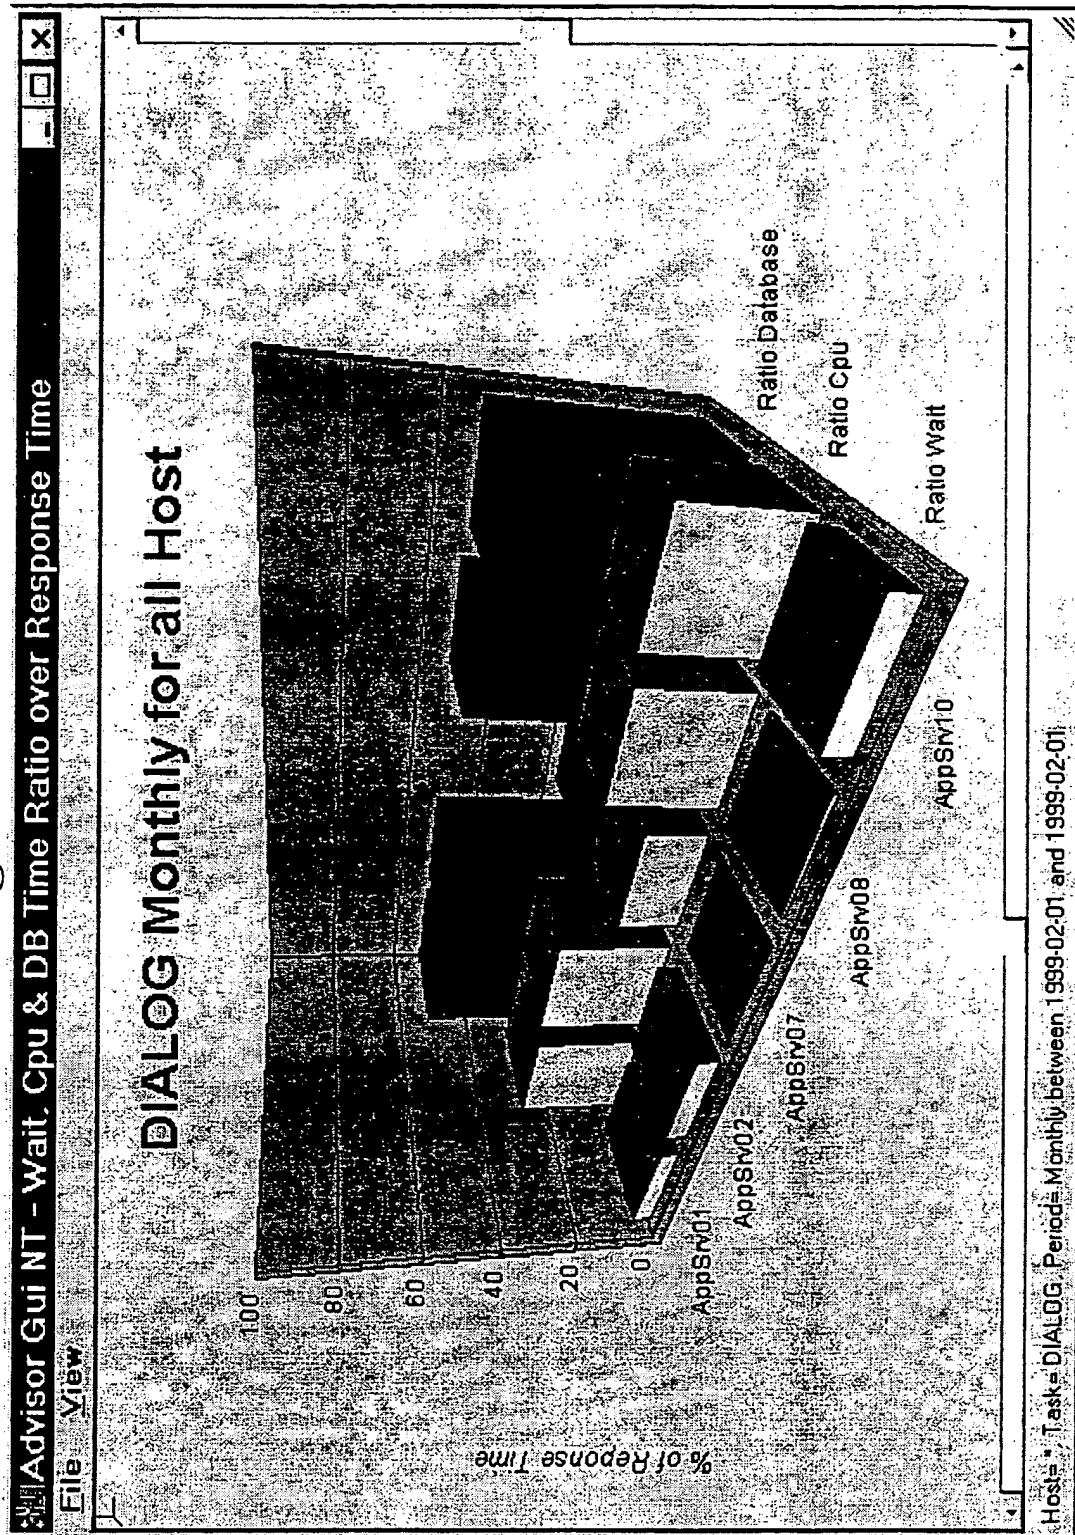 Advisor Gui NT - Wait, Cpu & DB Time Ratio over Response Time
File View
DIALOG Monthly for all Host
100
80
60
40
20
0
% of Reponse Time
AppSrv01
AppSrv02
AppSrv07
AppSrv08
AppSrv10
Ratio Database
Ratio Cpu
Ratio Wait
Host= *, Task= DIALOG, Period= Monthly between 1999-02-01 and 1999-02-01